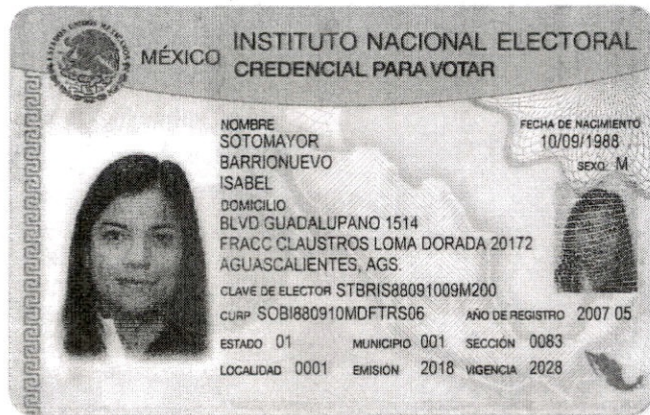 MÉXICO INSTITUTO NACIONAL ELECTORAL
CREDENCIAL PARA VOTAR
NOMBRE
SOTOMAYOR
BARRIONUEVO
ISABEL
FECHA DE NACIMIENTO
10/09/1988
SEXO M
DOMICILIO
BLVD GUADALUPANO 1514
FRACC CLAUSTROS LOMA DORADA 20172
AGUASCALIENTES, AGS.
CLAVE DE ELECTOR STBRIS88091009M200
CURP SOBI880910MDFTRS06 AÑO DE REGISTRO 2007 05
ESTADO 01 MUNICIPIO 001 SECCIÓN 0083
LOCALIDAD 0001 EMISIÓN 2018 VIGENCIA 2028